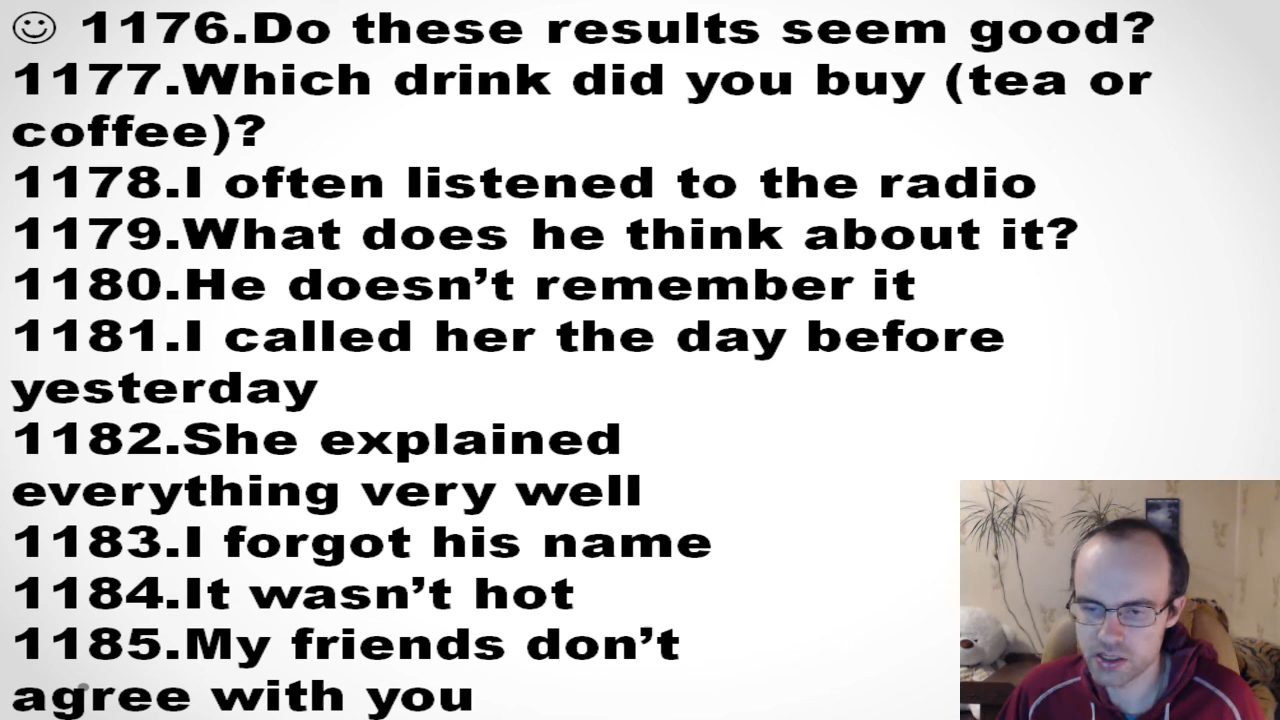 ☺ 1176.Do these results seem good?
1177.Which drink did you buy (tea or
coffee)?
1178.I often listened to the radio
1179.What does he think about it?
1180.He doesn’t remember it
1181.I called her the day before
yesterday
1182.She explained
everything very well
1183.I forgot his name
1184.It wasn’t hot
1185.My friends don’t
agree with you